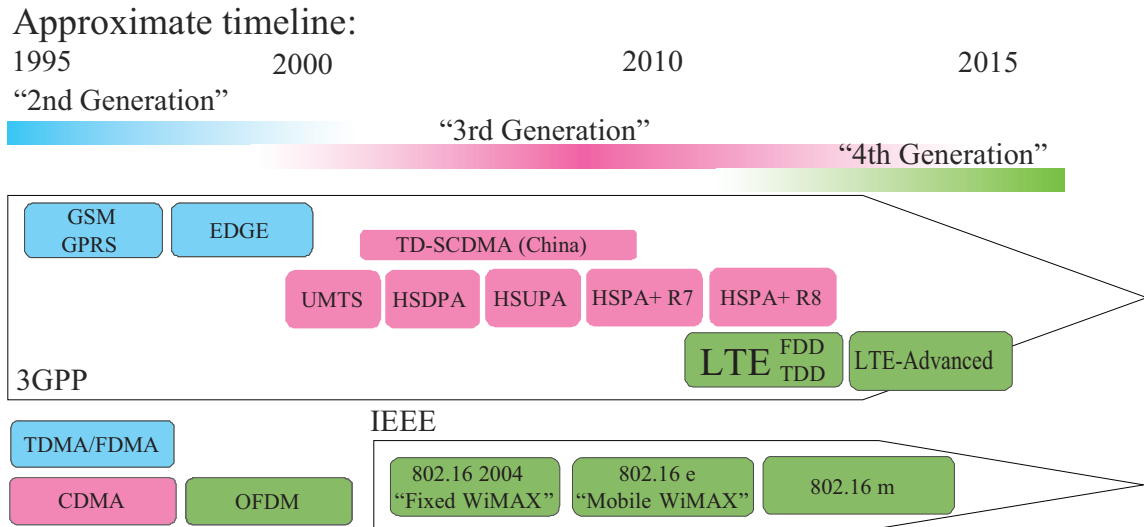 Approximate timeline:
1995 2000 2010 2015
“2nd Generation”
“3rd Generation”
“4th Generation”
GSM
GPRS
EDGE
TD-SCDMA (China)
UMTS HSDPA HSUPA HSPA+ R7 HSPA+ R8
LTE FDD
TDD
LTE-Advanced
3GPP
IEEE
TDMA/FDMA
CDMA
OFDM
802.16 2004
“Fixed WiMAX”
802.16 e
“Mobile WiMAX”
802.16 m